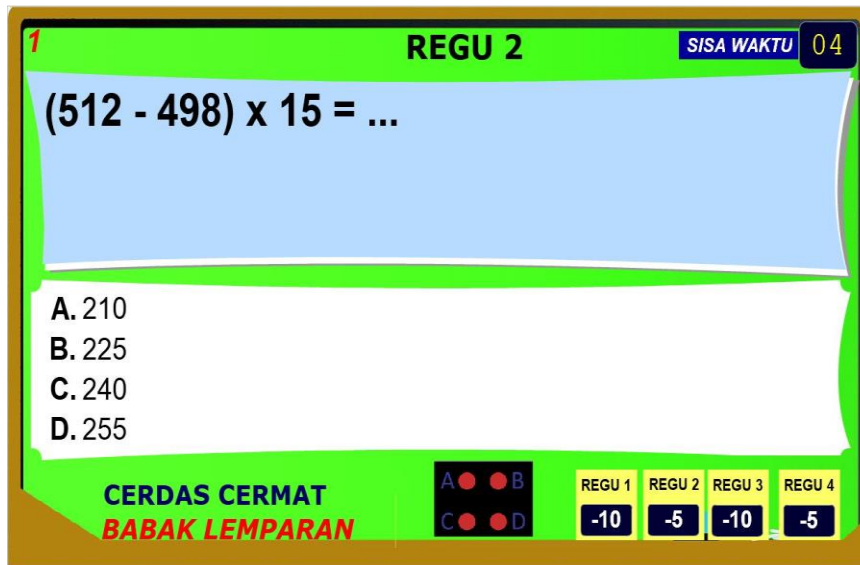 1
REGU 2
SISA WAKTU 04
(512 - 498) x 15 = ...
A. 210
B. 225
C. 240
D. 255
CERDAS CERMAT
BABAK LEMPARAN
A B
C D
REGU 1 REGU 2 REGU 3 REGU 4
-10 -5 -10 -5